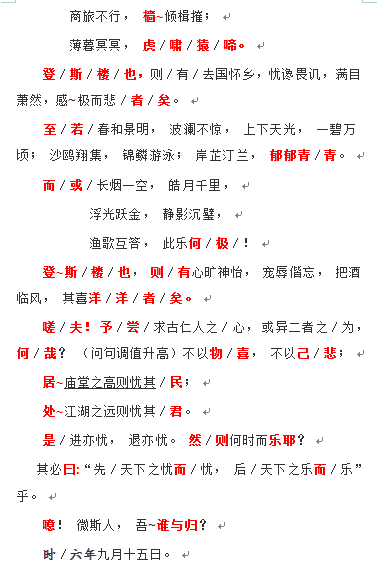 商旅不行， 樯~倾楫摧；
薄暮冥冥， 虎/啸/猿/啼。
登/斯/楼/也，则/有/去国怀乡，忧谗畏讥，满目
萧然，感~极而悲/者/矣。
至/若/春和景明， 波澜不惊， 上下天光， 一碧万
顷； 沙鸥翔集， 锦鳞游泳； 岸芷汀兰， 郁郁青/青。
而/或/长烟一空， 皓月千里，
浮光跃金， 静影沉璧，
渔歌互答， 此乐何/极/！
登~斯/楼/也， 则/有心旷神怡， 宠辱偕忘， 把酒
临风， 其喜洋/洋/者/矣。
嗟/夫！予/尝/求古仁人之/心，或异二者之/为，
何/哉？ （问句调值升高）不以物/喜， 不以己/悲；
居~庙堂之高则忧其/民；
处~江湖之远则忧其/君。
是/进亦忧， 退亦忧。 然/则何时而乐耶？
其必曰:“先/天下之忧而/忧， 后/天下之乐而/乐”
乎。
噫！ 微斯人， 吾~谁与归？
时/六年九月十五日。